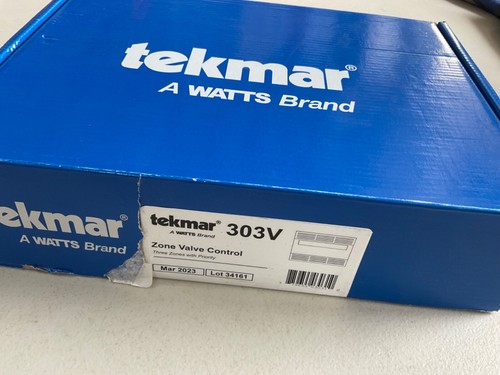 tekmar®
A WATTS Brand
ekmar®
A WATTS Brand
tekmar® 303V
A WATTS Brand
Zone Valve Control
Three Zones with Priority
Mar 2023 Lot 34161